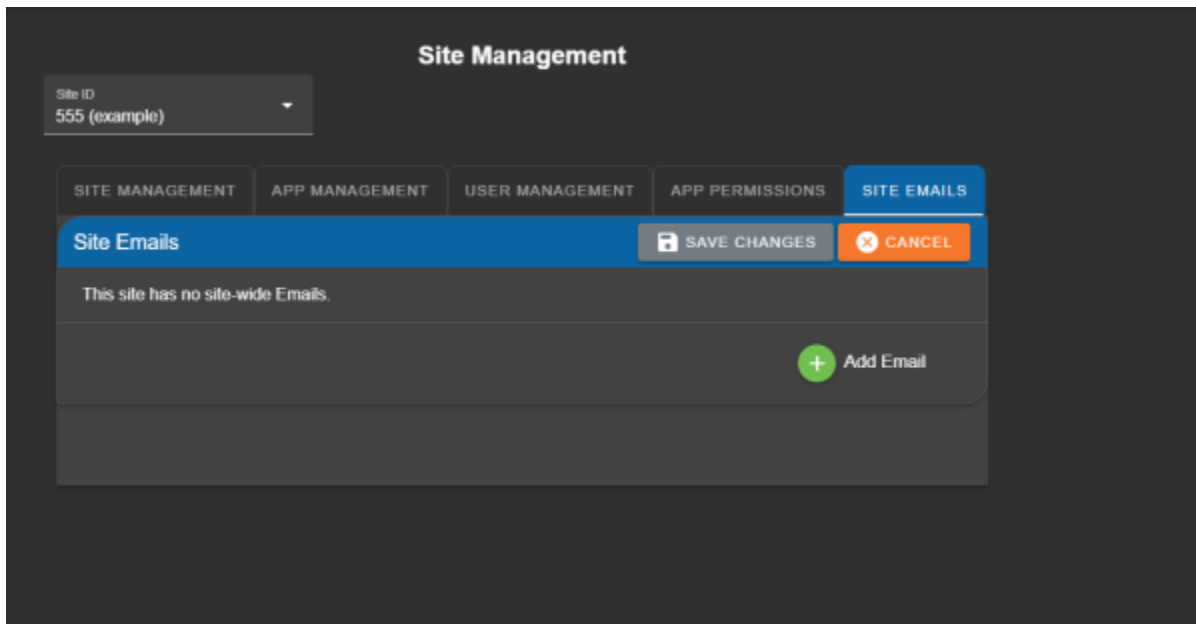 Site Management
Site ID
555 (example)
SITE MANAGEMENT APP MANAGEMENT USER MANAGEMENT APP PERMISSIONS SITE EMAILS
Site Emails SAVE CHANGES CANCEL
This site has no site-wide Emails.
Add Email